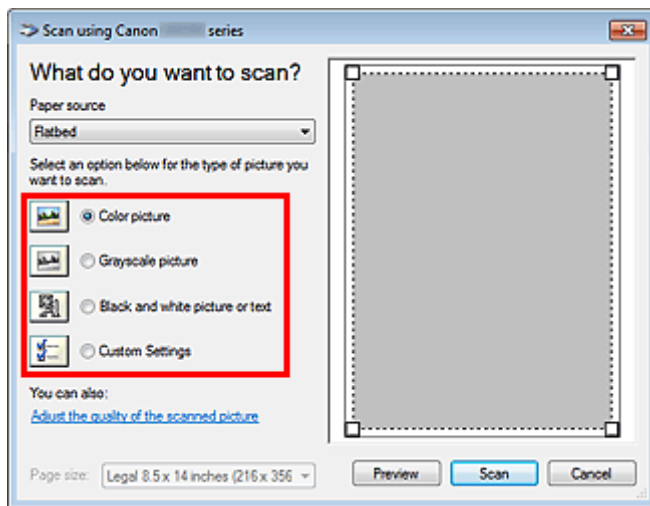 Scan using Canon series
What do you want to scan?
Paper source
Flatbed
Select an option below for the type of picture you
want to scan.
Color picture
Grayscale picture
Black and white picture or text
Custom Settings
You can also:
Adjust the quality of the scanned picture
Page size: Legal 8.5 x 14 inches (216 x 356
Preview Scan Cancel